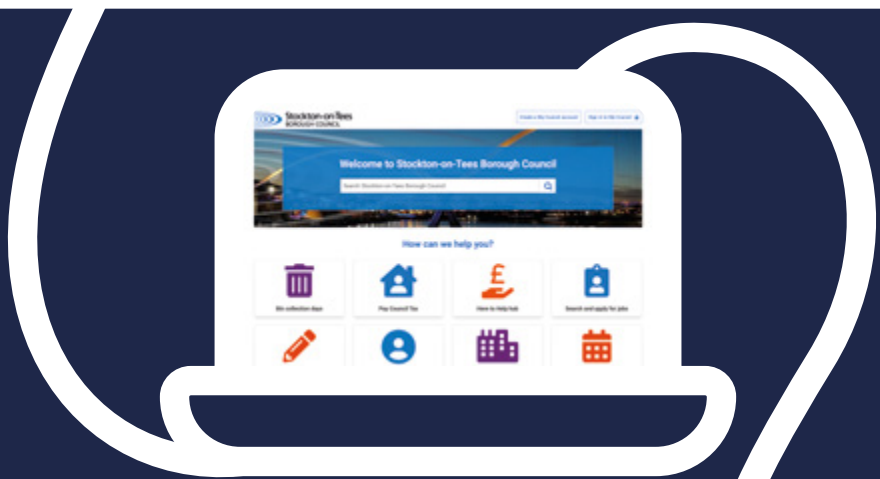 Stockton-on-Tees
BOROUGH COUNCIL
Create a My Council account
Sign in to My Council
Welcome to Stockton-on-Tees Borough Council
Search Stockton-on-Tees Borough Council
How can we help you?
Bin collection days
Pay Council Tax
Here to Help hub
Search and apply for jobs